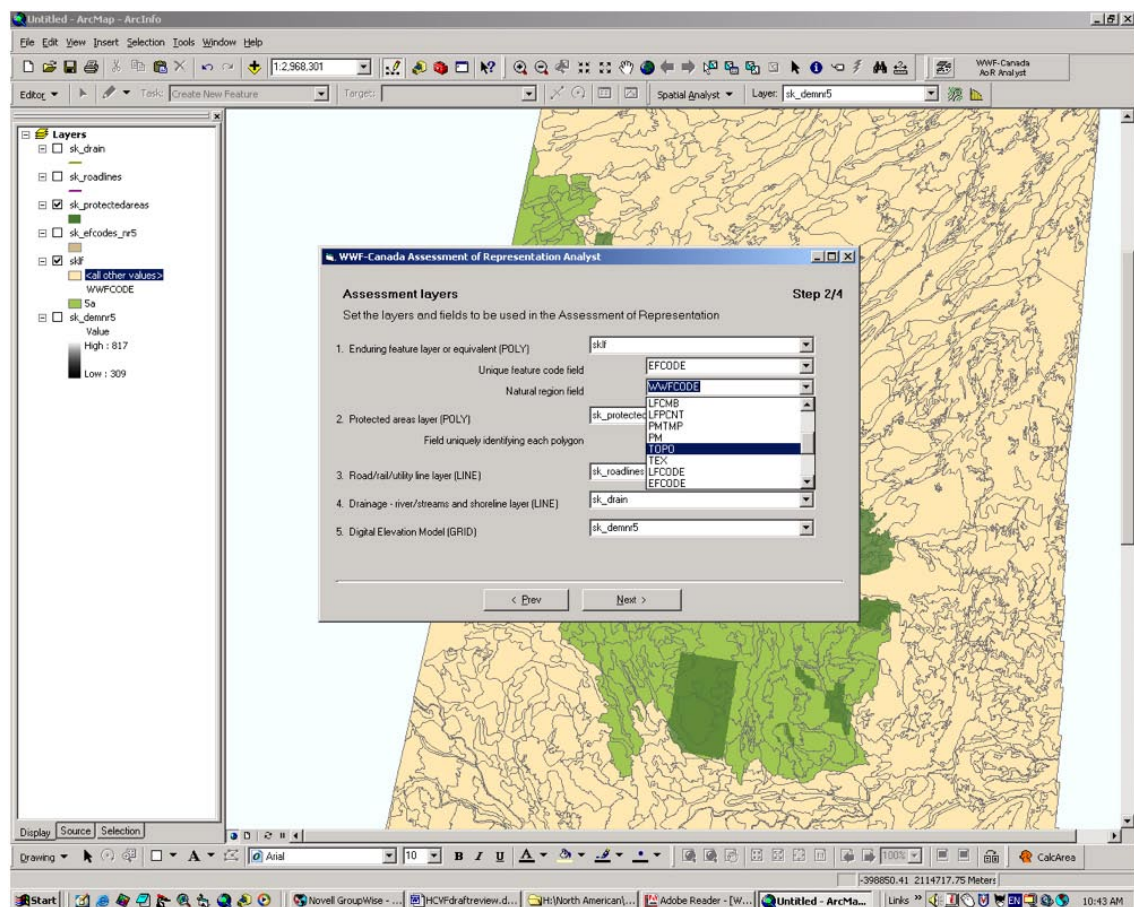 Untitled - ArcMap - ArcInfo
File Edit View Insert Selection Tools Window Help
1:2,968,301
WWF-Canada
AoR Analyst
Editor Task: Create New Feature Target: Spatial Analyst Layer: sk_demnr5
Layers
sk_drain
sk_roadlines
sk_protectedareas
sk_efcodes_nr5
sklf
<all other values>
WWFCODE
5a
sk_demnr5
Value
High : 817
Low : 309
WWF-Canada Assessment of Representation Analyst
Assessment layers Step 2/4
Set the layers and fields to be used in the Assessment of Representation
1. Enduring feature layer or equivalent (POLY) sklf
Unique feature code field EFCODE
Natural region field WWFCODE
LFCMB
LFPCNT
PMTMP
PM
TOPO
TEX
LFCODE
EFCODE
2. Protected areas layer (POLY) sk_protected
Field uniquely identifying each polygon
3. Road/rail/utility line layer (LINE) sk_roadlines
4. Drainage - river/streams and shoreline layer (LINE) sk_drain
5. Digital Elevation Model (GRID) sk_demnr5
< Prev Next >
Display Source Selection
Drawing A Arial 10 B I U A 100% CalcArea
-398850.41 2114717.75 Meters
Start Novell GroupWise - ... HCVFdraftreview.d... H:\North American\... Adobe Reader - [W... Untitled - ArcMa... Links » EN 10:43 AM